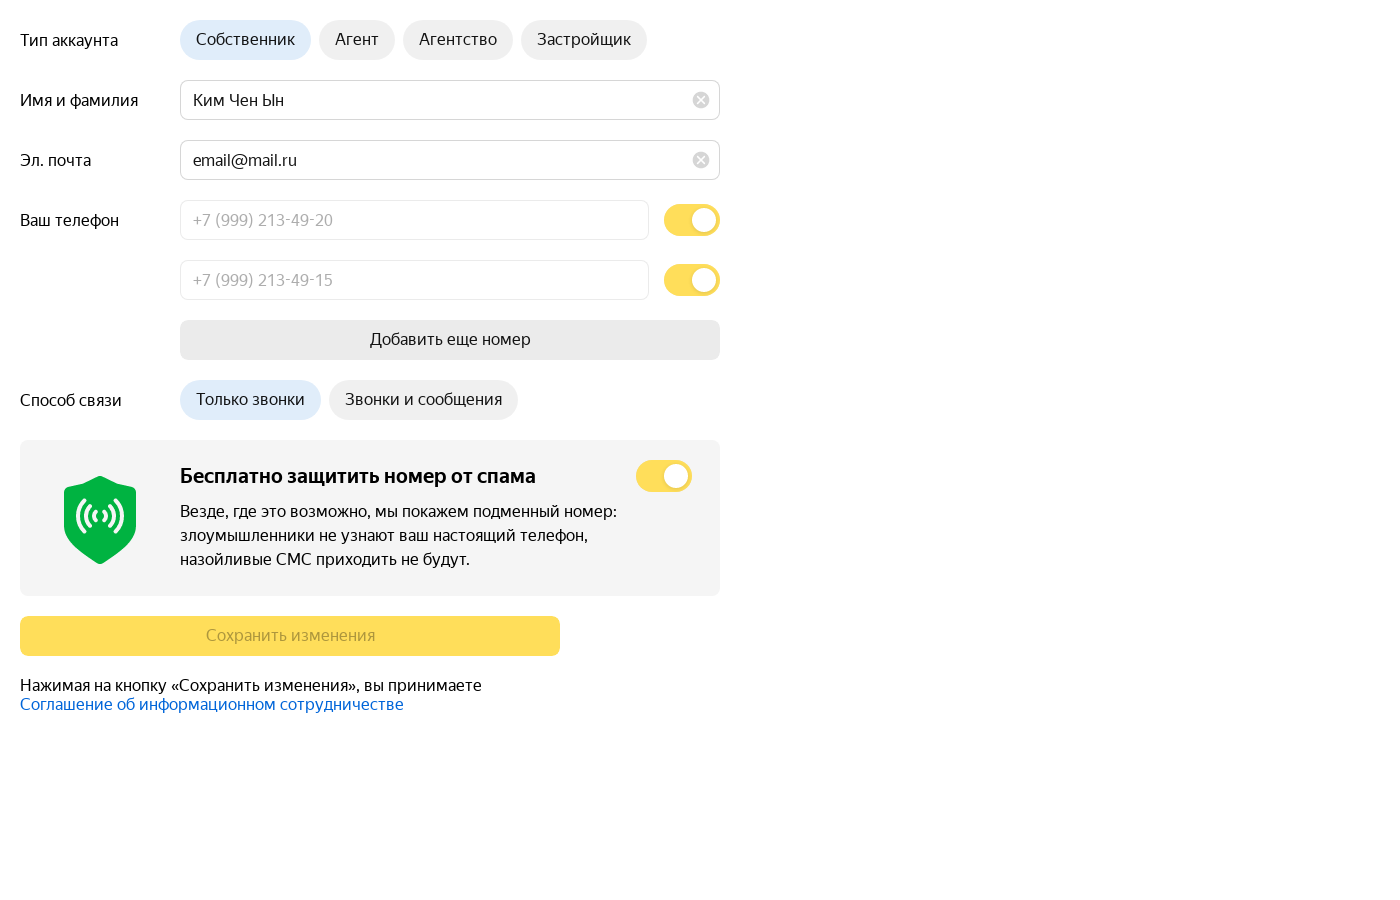 Тип аккаунта
Собственник Агент Агентство Застройщик
Имя и фамилия
Ким Чен Ын
Эл. почта
email@mail.ru
Ваш телефон
+7 (999) 213-49-20
+7 (999) 213-49-15
Добавить еще номер
Способ связи
Только звонки Звонки и сообщения
Бесплатно защитить номер от спама
Везде, где это возможно, мы покажем подменный номер:
злоумышленники не узнают ваш настоящий телефон,
назойливые СМС приходить не будут.
Сохранить изменения
Нажимая на кнопку «Сохранить изменения», вы принимаете
Соглашение об информационном сотрудничестве